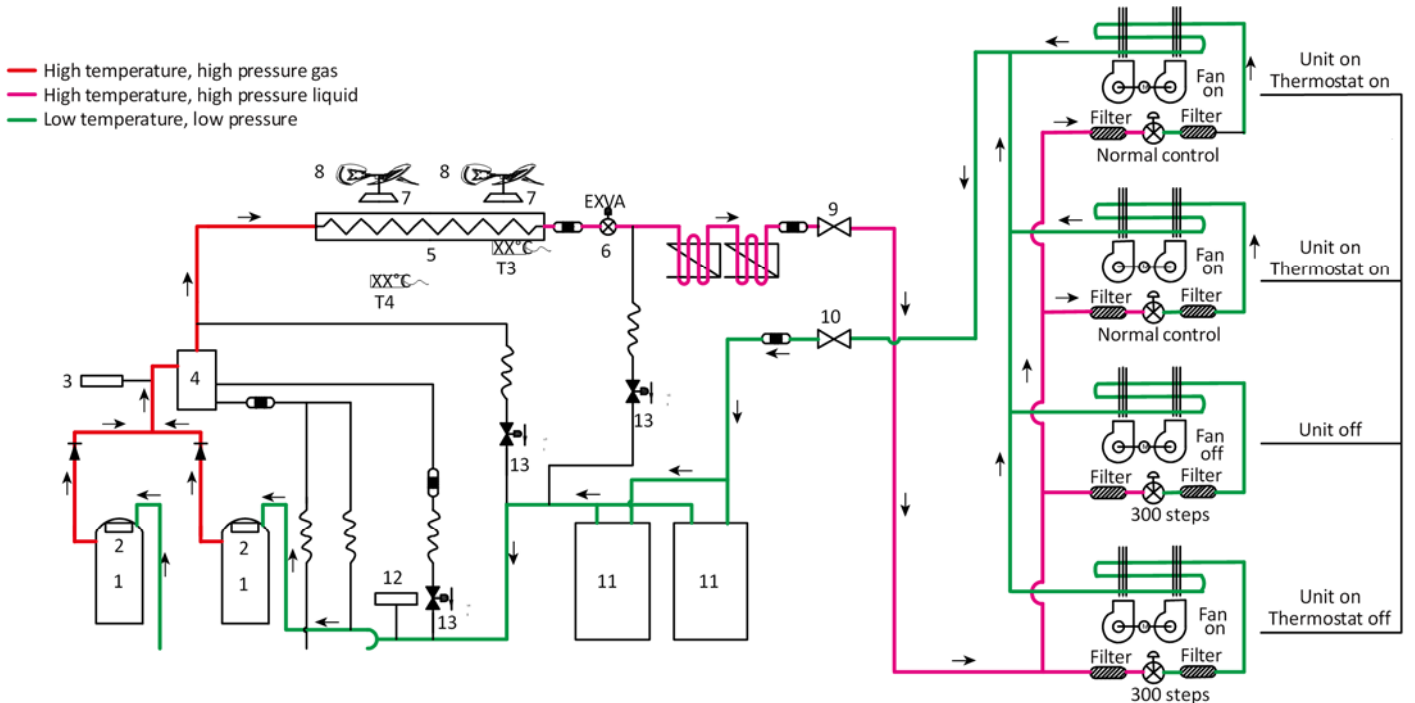 High temperature, high pressure gas
High temperature, high pressure liquid
Low temperature, low pressure
8
7
8
7
EXVA
6
5
XX°C
T3
XX°C
T4
9
10
3
4
13
13
2
1
2
1
12
13
11
11
Fan
on
Filter
Filter
Normal control
Unit on
Thermostat on
Fan
on
Filter
Filter
Normal control
Unit on
Thermostat on
Fan
off
Filter
Filter
300 steps
Unit off
Fan
on
Filter
Filter
300 steps
Unit on
Thermostat off